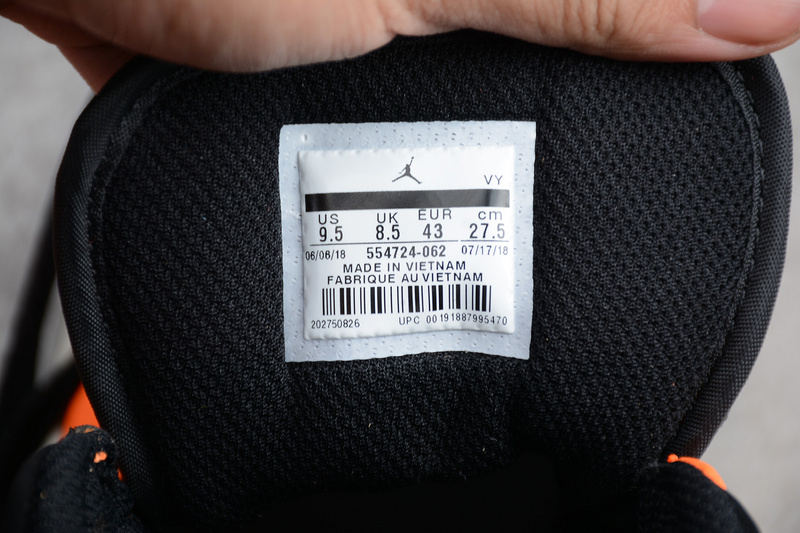 VY
US UK EUR cm
9.5 8.5 43 27.5
06/06/18 554724-062 07/17/18
MADE IN VIETNAM
FABRIQUE AU VIETNAM
202750826 UPC 00191887995470